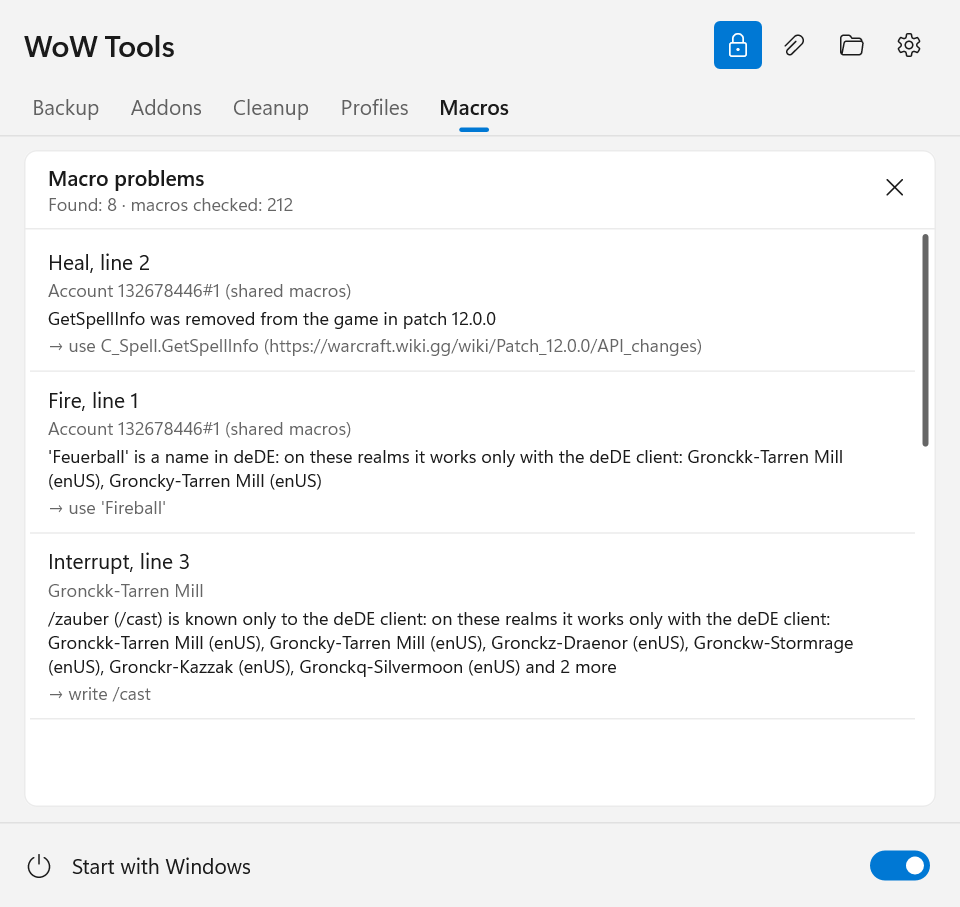 WoW Tools
Backup Addons Cleanup Profiles Macros
Macro problems
Found: 8 · macros checked: 212
Heal, line 2
Account 132678446#1 (shared macros)
GetSpellInfo was removed from the game in patch 12.0.0
→ use C_Spell.GetSpellInfo (https://warcraft.wiki.gg/wiki/Patch_12.0.0/API_changes)
Fire, line 1
Account 132678446#1 (shared macros)
'Feuerball' is a name in deDE: on these realms it works only with the deDE client: Gronckk-Tarren Mill
(enUS), Groncky-Tarren Mill (enUS)
→ use 'Fireball'
Interrupt, line 3
Gronckk-Tarren Mill
/zauber (/cast) is known only to the deDE client: on these realms it works only with the deDE client:
Gronckk-Tarren Mill (enUS), Groncky-Tarren Mill (enUS), Gronckz-Draenor (enUS), Gronckw-Stormrage
(enUS), Gronckr-Kazzak (enUS), Gronckq-Silvermoon (enUS) and 2 more
→ write /cast
Start with Windows